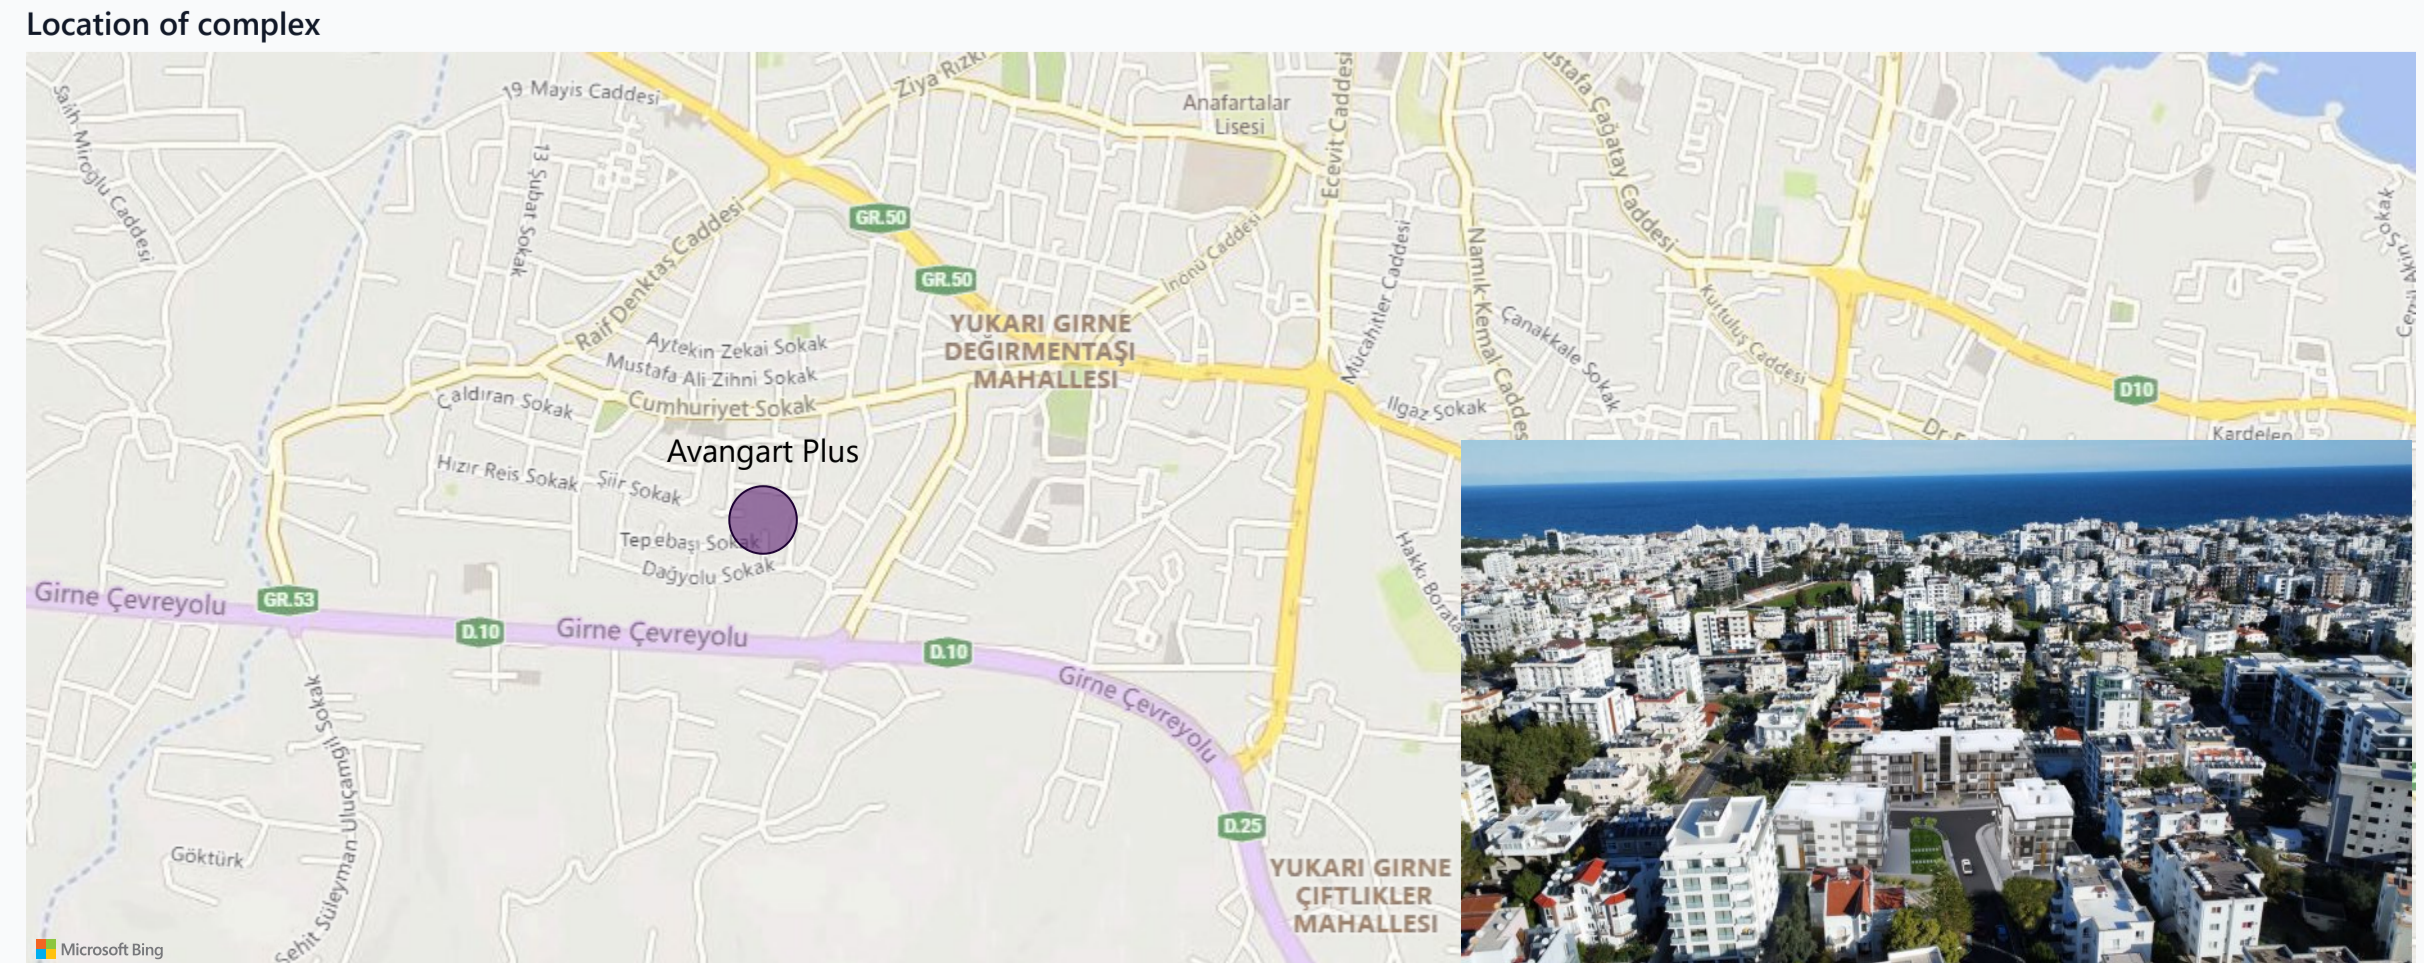 Location of complex
19 Mayis Caddesi
Ziya Rızkı
Anafartalar
Lisesi
Ecevit Caddesi
ustafa Çağatay Caddesi
Salih Miroğlu Caddesi
13 Şubat Sokak
GR.50
GR.50
Raif Denktaş Caddesi
İnönü Caddesi
Mücahitler Caddesi
Namık Kemal Caddes
Çanakkale Sokak
Kurtuluş Caddesi
Akin Sokak
YUKARI GIRNE
DEĞIRMENTAŞI
MAHALLESI
Aytekin Zekai Sokak
Mustafa Ali Zihni Sokak
Cumhuriyet Sokak
Çaldıran Sokak
Ilgaz Sokak
D10
Kardelen
Avangart Plus
Hızır Reis Sokak
Şiir Sokak
Tepebaşı Sokak
Dağyolu Sokak
Girne Çevreyolu
GR.53
D.10
Girne Çevreyolu
D.10
Girne Çevreyolu
D.25
Göktürk
Şehit Süleyman Uluçamgil Sokak
YUKARI GIRNE
ÇIFTLIKLER
MAHALLESI
Microsoft Bing